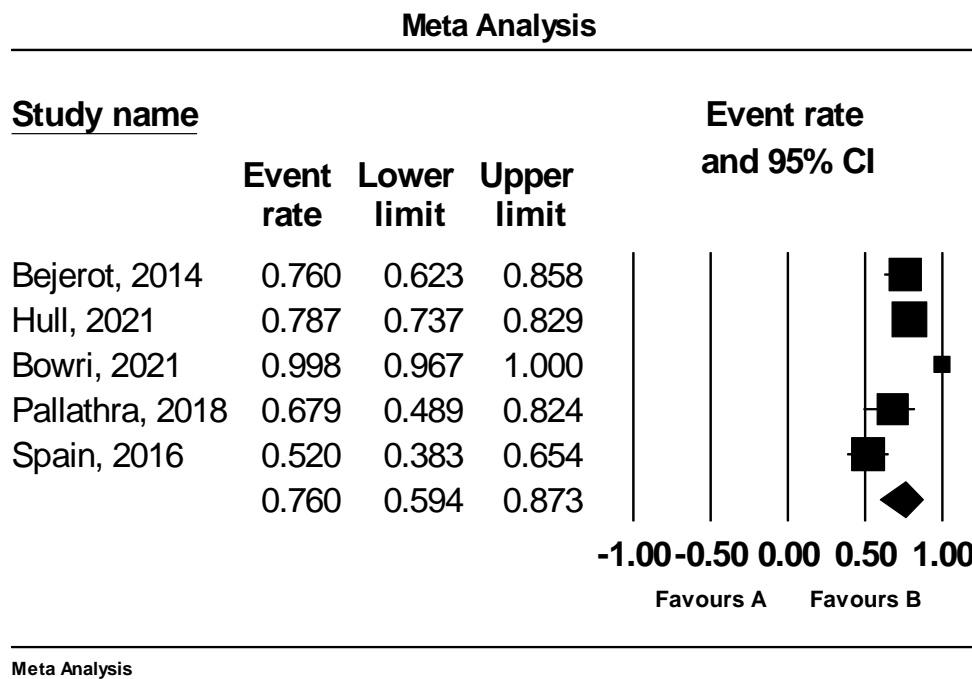 Meta Analysis
Study name
Event rate
and 95% CI
Event Lower Upper
rate limit limit
Bejerot, 2014 0.760 0.623 0.858
Hull, 2021 0.787 0.737 0.829
Bowri, 2021 0.998 0.967 1.000
Pallathra, 2018 0.679 0.489 0.824
Spain, 2016 0.520 0.383 0.654
0.760 0.594 0.873
-1.00 -0.50 0.00 0.50 1.00
Favours A Favours B
Meta Analysis